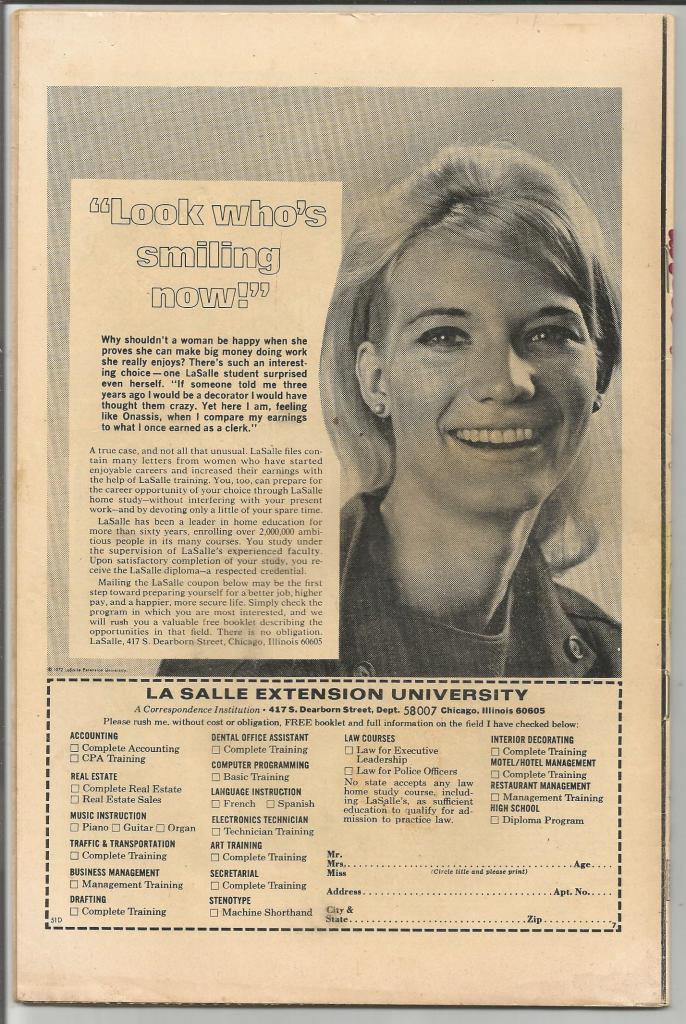 “Look who’s
smiling
now!”
Why shouldn’t a woman be happy when she
proves she can make big money doing work
she really enjoys? There’s such an interest-
ing choice—one LaSalle student surprised
even herself. “If someone told me three
years ago I would be a decorator I would have
thought them crazy. Yet here I am, feeling
like Onassis, when I compare my earnings
to what I once earned as a clerk.”
A true case, and not all that unusual. LaSalle files con-
tain many letters from women who have started
enjoyable careers and increased their earnings with
the help of LaSalle training. You, too, can prepare for
the career opportunity of your choice through LaSalle
home study—without interfering with your present
work—and by devoting only a little of your spare time.
LaSalle has been a leader in home education for
more than sixty years, enrolling over 2,000,000 ambi-
tious people in its many courses. You study under
the supervision of LaSalle’s experienced faculty.
Upon satisfactory completion of your study, you re-
ceive the LaSalle diploma—a respected credential.
Mailing the LaSalle coupon below may be the first
step toward preparing yourself for a better job, higher
pay, and a happier, more secure life. Simply check the
program in which you are most interested, and we
will rush you a valuable free booklet describing the
opportunities in that field. There is no obligation.
LaSalle, 417 S. Dearborn Street, Chicago, Illinois 60605
© 1972 LaSalle Extension University
LA SALLE EXTENSION UNIVERSITY
A Correspondence Institution • 417 S. Dearborn Street, Dept. 58007 Chicago, Illinois 60605
Please rush me, without cost or obligation, FREE booklet and full information on the field I have checked below:
ACCOUNTING
☐ Complete Accounting
☐ CPA Training
REAL ESTATE
☐ Complete Real Estate
☐ Real Estate Sales
MUSIC INSTRUCTION
☐ Piano ☐ Guitar ☐ Organ
TRAFFIC & TRANSPORTATION
☐ Complete Training
BUSINESS MANAGEMENT
☐ Management Training
DRAFTING
☐ Complete Training
DENTAL OFFICE ASSISTANT
☐ Complete Training
COMPUTER PROGRAMMING
☐ Basic Training
LANGUAGE INSTRUCTION
☐ French ☐ Spanish
ELECTRONICS TECHNICIAN
☐ Technician Training
ART TRAINING
☐ Complete Training
SECRETARIAL
☐ Complete Training
STENOTYPE
☐ Machine Shorthand
LAW COURSES
☐ Law for Executive
Leadership
☐ Law for Police Officers
No state accepts any law
home study course, includ-
ing LaSalle’s, as sufficient
education to qualify for ad-
mission to practice law.
INTERIOR DECORATING
☐ Complete Training
MOTEL/HOTEL MANAGEMENT
☐ Complete Training
RESTAURANT MANAGEMENT
☐ Management Training
HIGH SCHOOL
☐ Diploma Program
Mr.
Mrs. Age
Miss (Circle title and please print)
Address Apt. No.
City &
State Zip
51D
7